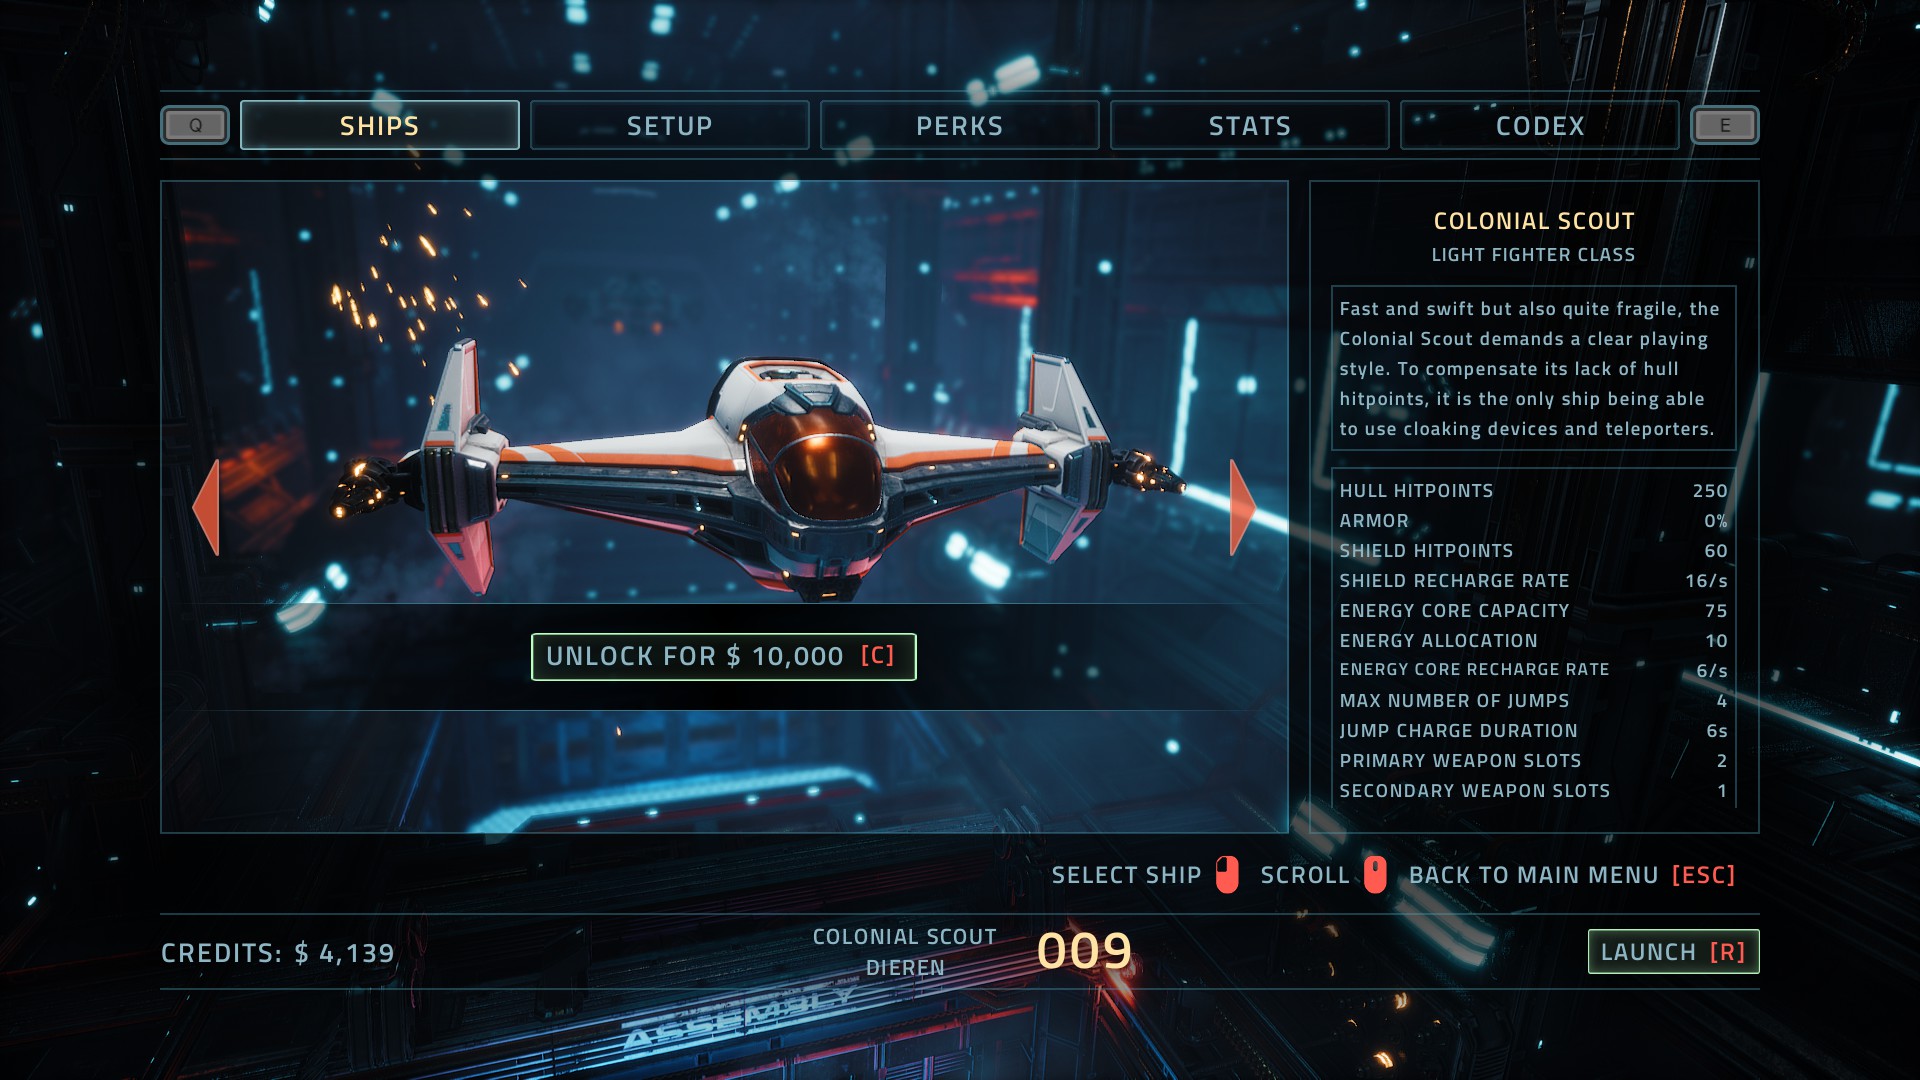 Q
SHIPS
SETUP
PERKS
STATS
CODEX
E
COLONIAL SCOUT
LIGHT FIGHTER CLASS
Fast and swift but also quite fragile, the
Colonial Scout demands a clear playing
style. To compensate its lack of hull
hitpoints, it is the only ship being able
to use cloaking devices and teleporters.
HULL HITPOINTS 250
ARMOR 0%
SHIELD HITPOINTS 60
SHIELD RECHARGE RATE 16/s
ENERGY CORE CAPACITY 75
ENERGY ALLOCATION 10
ENERGY CORE RECHARGE RATE 6/s
MAX NUMBER OF JUMPS 4
JUMP CHARGE DURATION 6s
PRIMARY WEAPON SLOTS 2
SECONDARY WEAPON SLOTS 1
UNLOCK FOR $ 10,000 [C]
SELECT SHIP SCROLL BACK TO MAIN MENU [ESC]
CREDITS: $ 4,139
COLONIAL SCOUT
DIEREN
009
LAUNCH [R]
ASSEMBLY